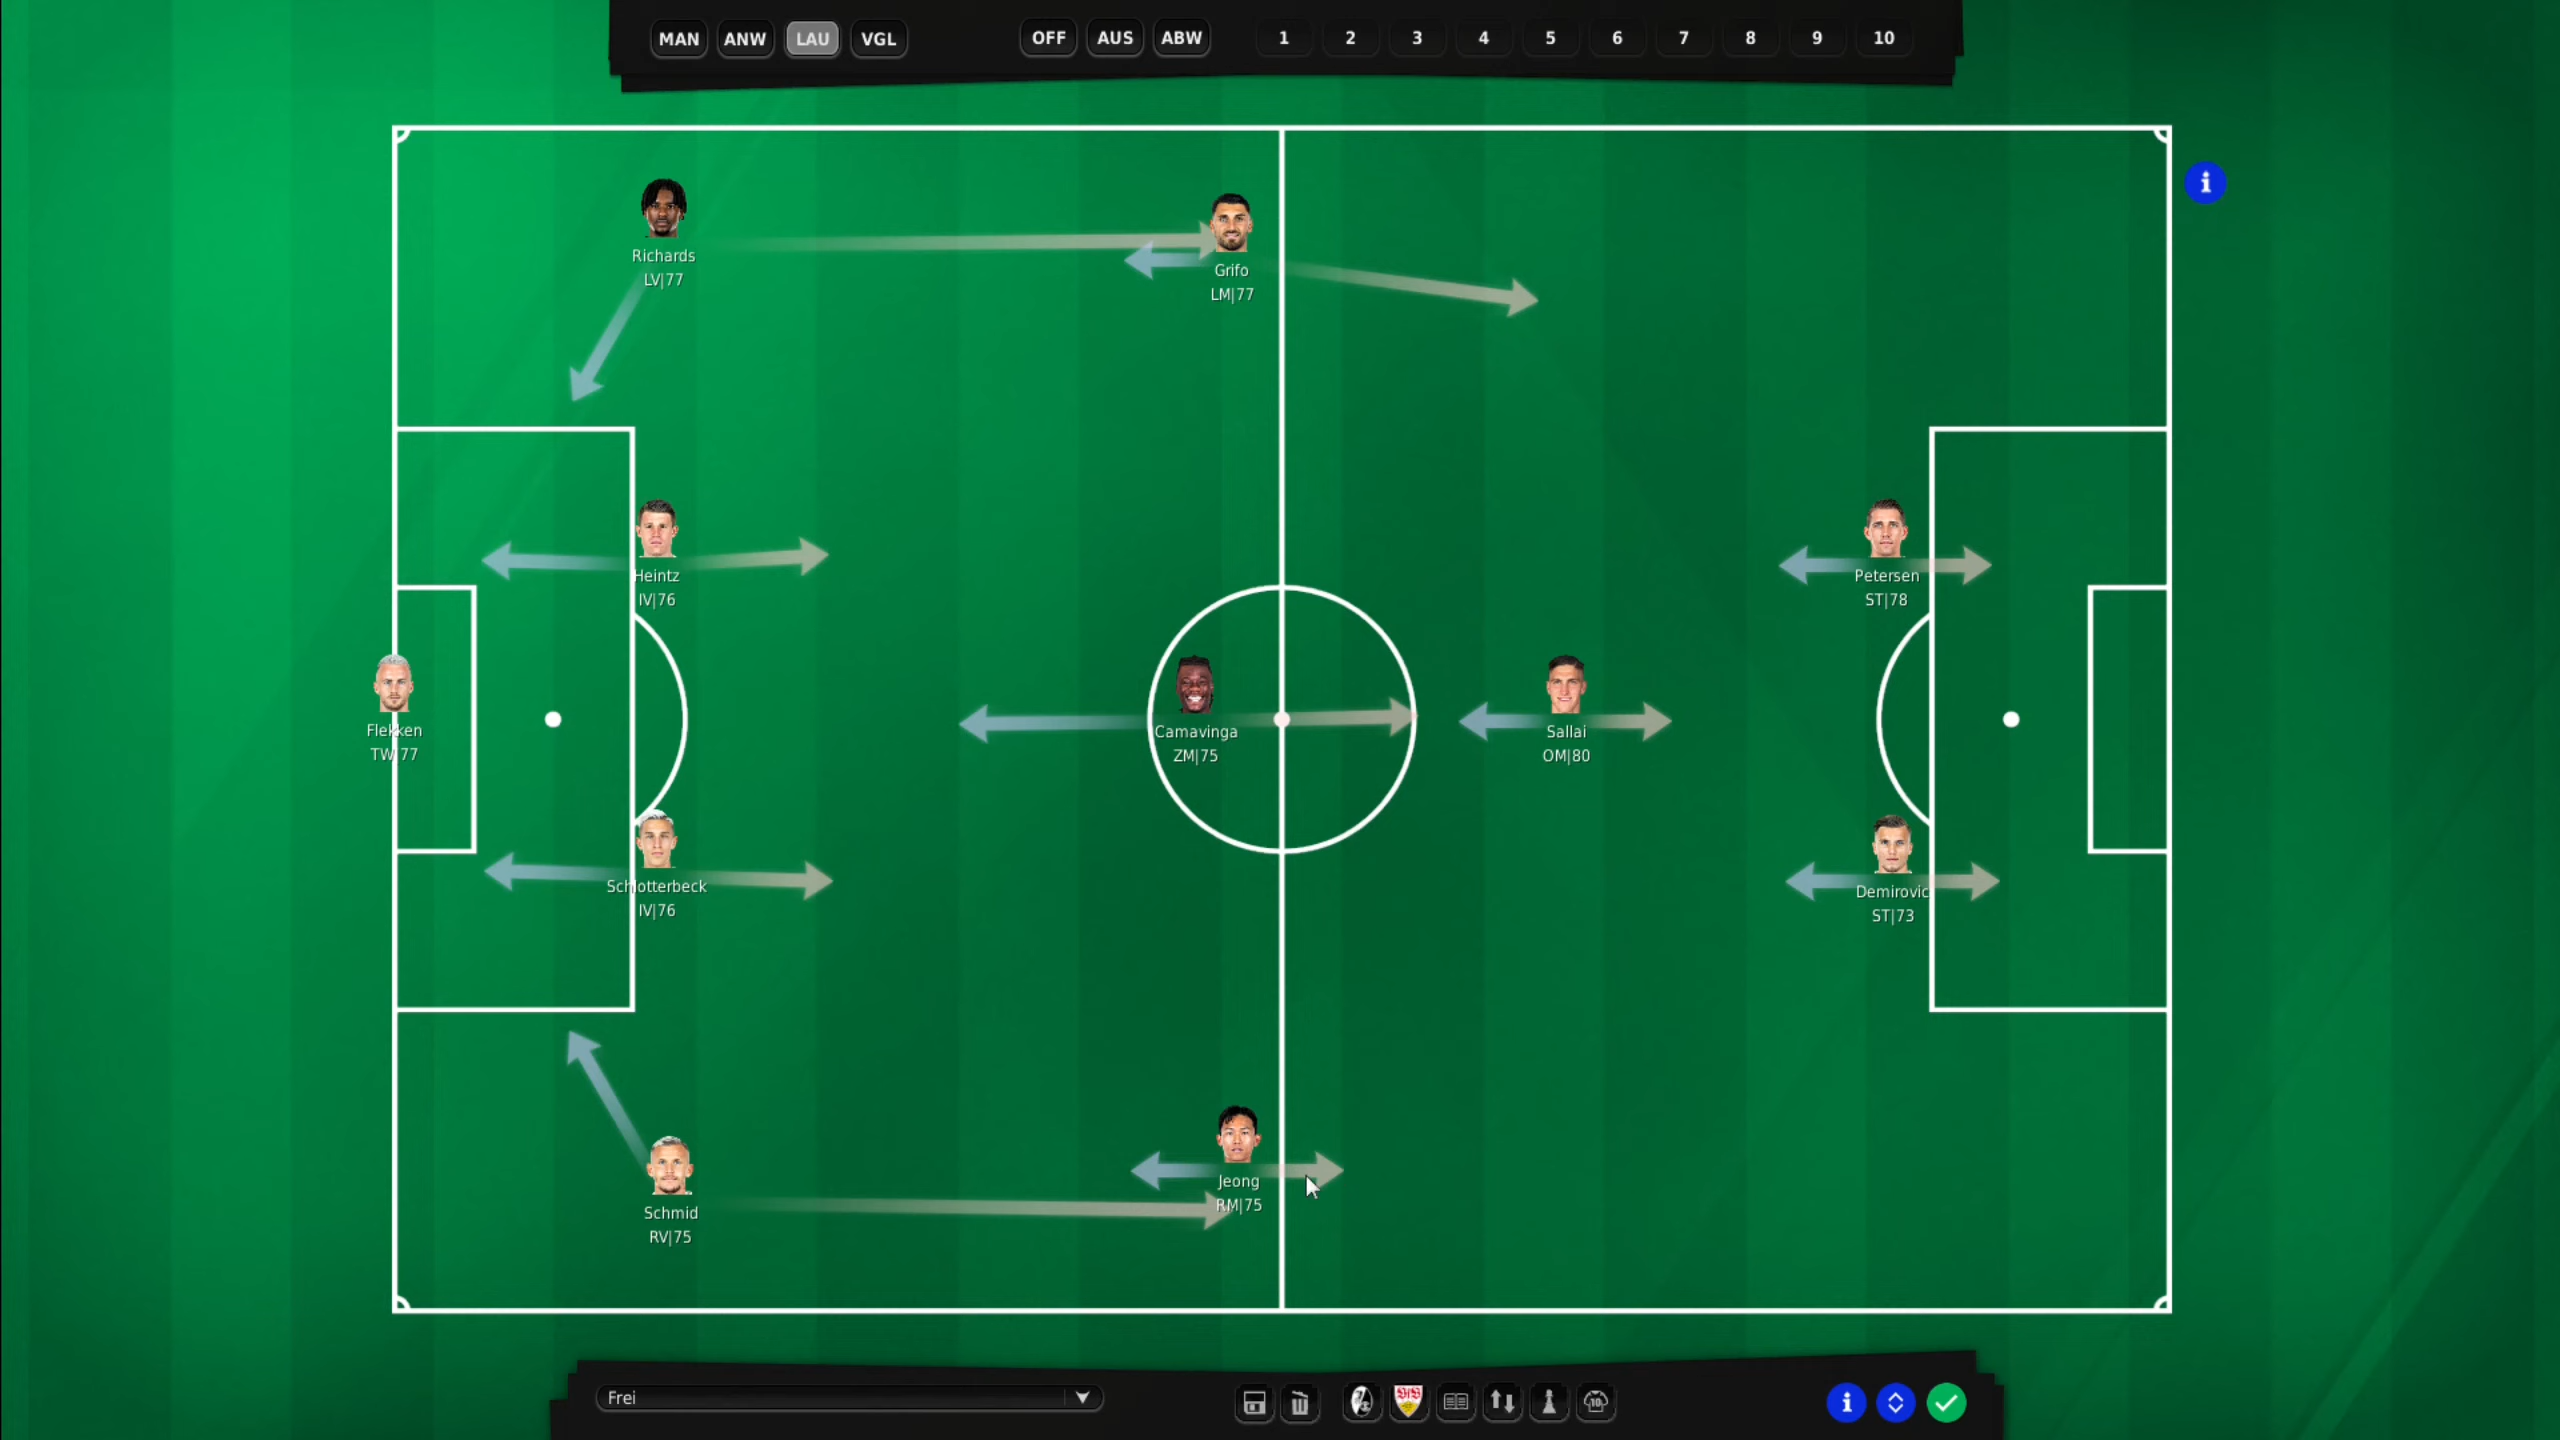 MAN ANW LAU VGL OFF AUS ABW 1 2 3 4 5 6 7 8 9 10
Richards
LV|77
Grifo
LM|77
Heintz
IV|76
Petersen
ST|78
Flekken
TW|77
Camavinga
ZM|75
Sallai
OM|80
Schlotterbeck
IV|76
Demirovic
ST|73
Jeong
RM|75
Schmid
RV|75
Frei